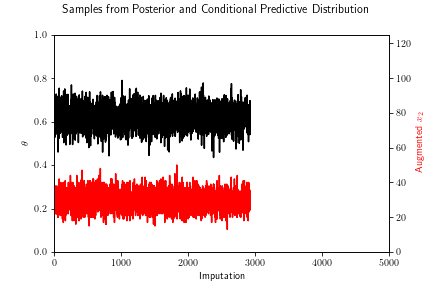 Samples from Posterior and Conditional Predictive Distribution
1.0
0.8
0.6
0.4
0.2
0.0
θ
120
100
80
60
40
20
0
Augmented x₂
0 1000 2000 3000 4000 5000
Imputation